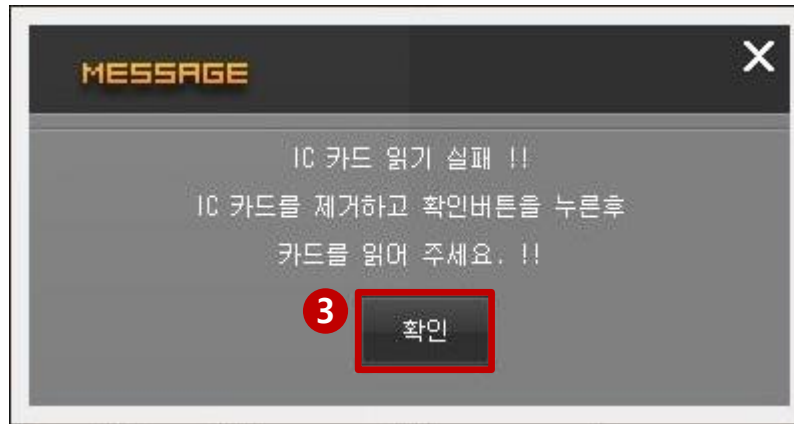 MESSAGE
X
IC 카드 읽기 실패 !!
IC 카드를 제거하고 확인버튼을 누른후
카드를 읽어 주세요. !!
3
확인